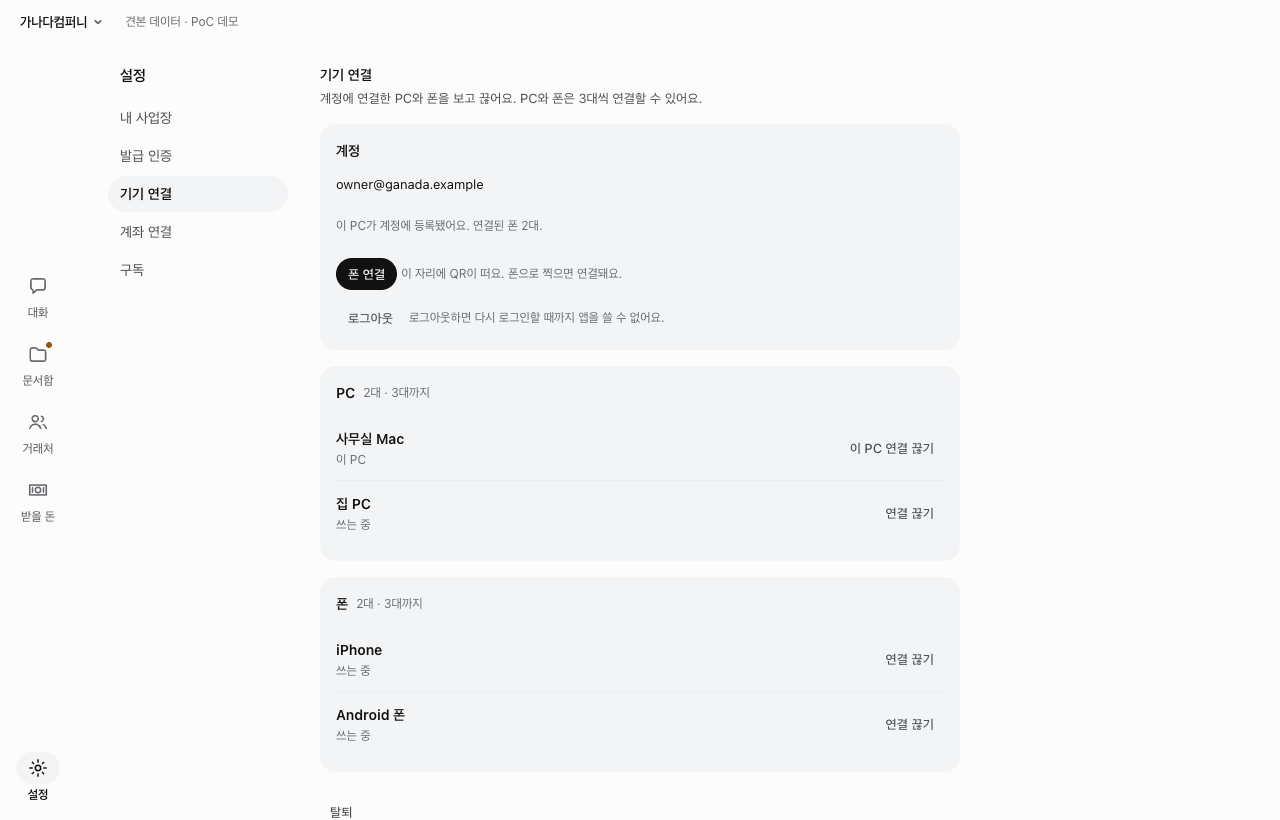 가나다컴퍼니
견본 데이터 · PoC 데모
설정
내 사업장
발급 인증
기기 연결
계좌 연결
구독
대화
문서함
거래처
받을 돈
설정
기기 연결
계정에 연결한 PC와 폰을 보고 끊어요. PC와 폰은 3대씩 연결할 수 있어요.
계정
owner@ganada.example
이 PC가 계정에 등록됐어요. 연결된 폰 2대.
폰 연결 이 자리에 QR이 떠요. 폰으로 찍으면 연결돼요.
로그아웃 로그아웃하면 다시 로그인할 때까지 앱을 쓸 수 없어요.
PC 2대 · 3대까지
사무실 Mac
이 PC
이 PC 연결 끊기
집 PC
쓰는 중
연결 끊기
폰 2대 · 3대까지
iPhone
쓰는 중
연결 끊기
Android 폰
쓰는 중
연결 끊기
탈퇴